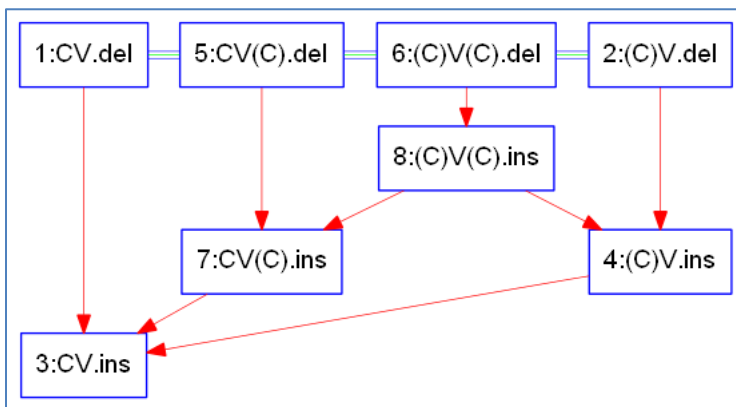 1:CV.del
5:CV(C).del
6:(C)V(C).del
2:(C)V.del
8:(C)V(C).ins
7:CV(C).ins
4:(C)V.ins
3:CV.ins